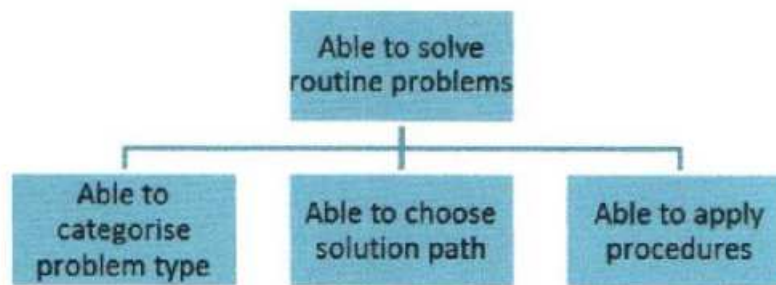 Able to solve
routine problems
Able to
categorise
problem type
Able to choose
solution path
Able to apply
procedures